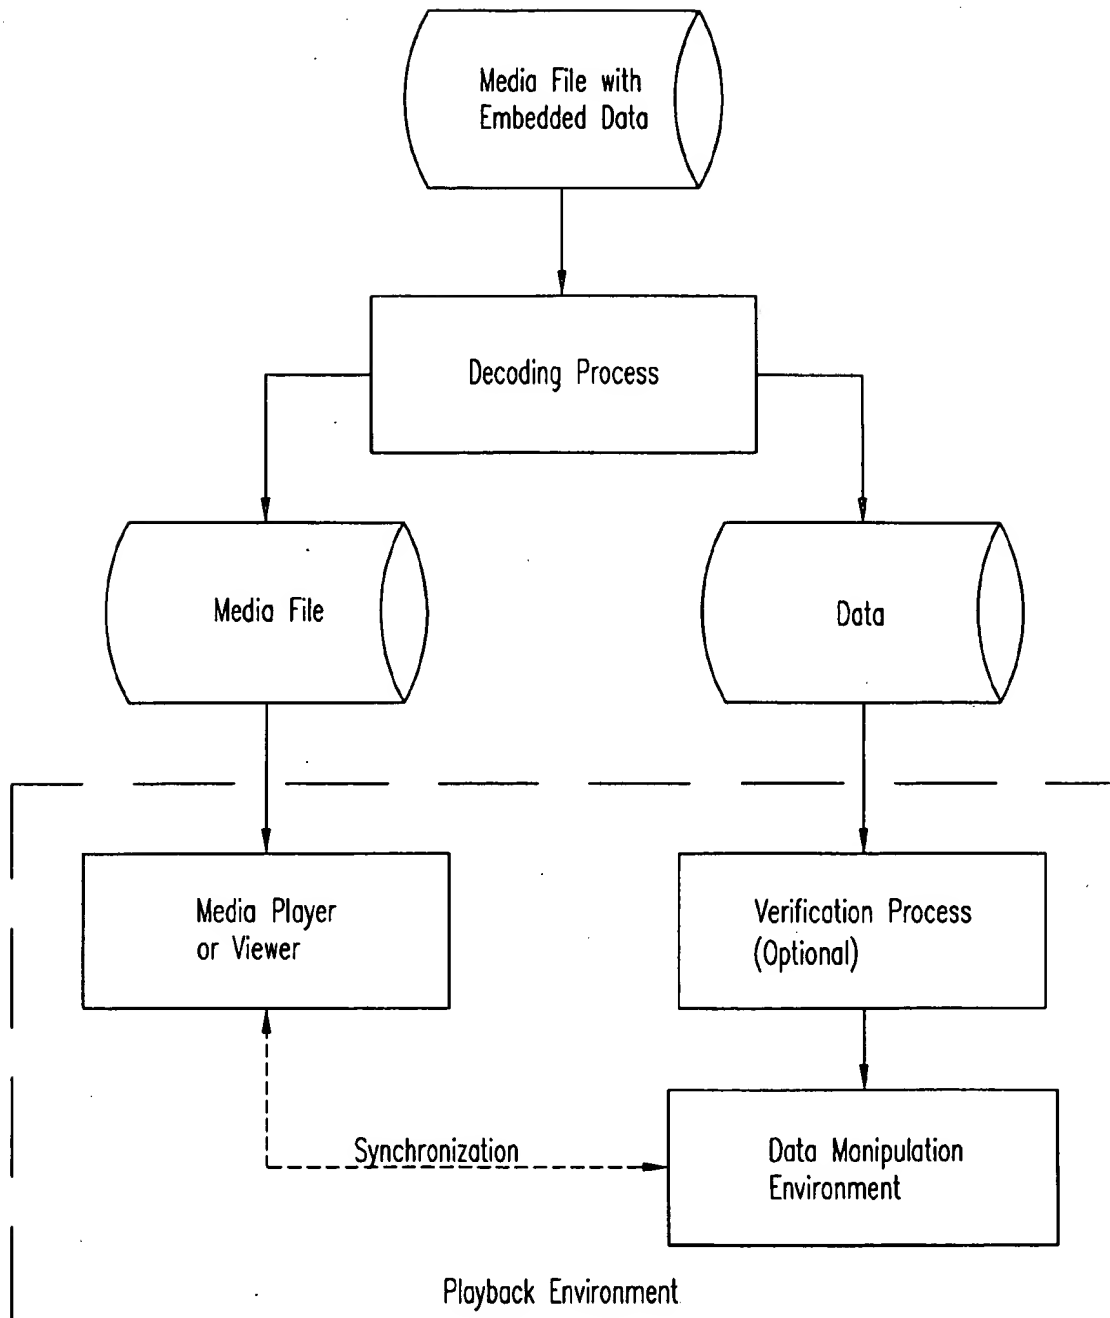 Media File with
Embedded Data
Decoding Process
Media File
Data
Media Player
or Viewer
Verification Process
(Optional)
Synchronization
Data Manipulation
Environment
Playback Environment